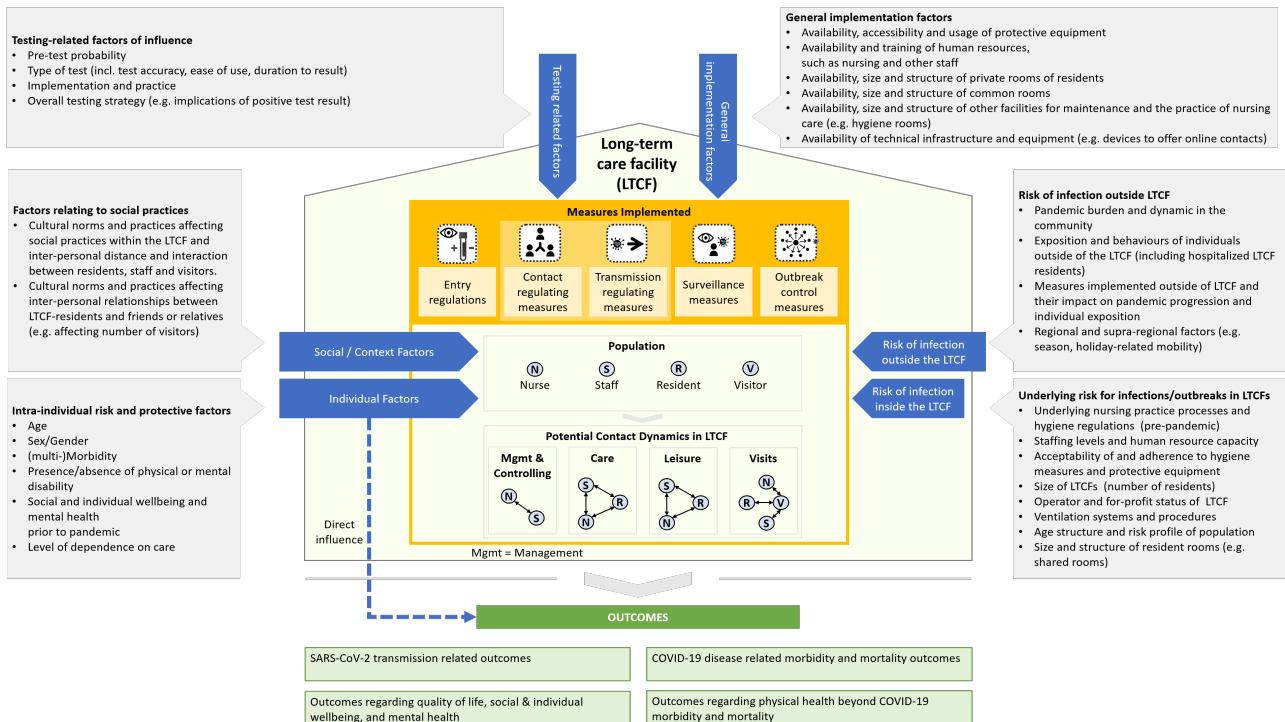 Testing-related factors of influence
• Pre-test probability
• Type of test (incl. test accuracy, ease of use, duration to result)
• Implementation and practice
• Overall testing strategy (e.g. implications of positive test result)
General implementation factors
• Availability, accessibility and usage of protective equipment
• Availability and training of human resources,
such as nursing and other staff
• Availability, size and structure of private rooms of residents
• Availability, size and structure of common rooms
• Availability, size and structure of other facilities for maintenance and the practice of nursing
care (e.g. hygiene rooms)
• Availability of technical infrastructure and equipment (e.g. devices to offer online contacts)
Testing related factors
General
implementation factors
Long-term
care facility
(LTCF)
Factors relating to social practices
• Cultural norms and practices affecting
social practices within the LTCF and
inter-personal distance and interaction
between residents, staff and visitors.
• Cultural norms and practices affecting
inter-personal relationships between
LTCF-residents and friends or relatives
(e.g. affecting number of visitors)
Intra-individual risk and protective factors
• Age
• Sex/Gender
• (multi-)Morbidity
• Presence/absence of physical or mental
disability
• Social and individual wellbeing and
mental health
prior to pandemic
• Level of dependence on care
Social / Context Factors
Individual Factors
Measures Implemented
Entry
regulations
Contact
regulating
measures
Transmission
regulating
measures
Surveillance
measures
Outbreak
control
measures
Population
N
S
R
V
Nurse
Staff
Resident
Visitor
Potential Contact Dynamics in LTCF
Mgmt &
Controlling
N
S
Care
S
R
N
Leisure
S
R
N
Visits
N
R
V
S
Mgmt = Management
Direct
influence
Risk of infection
outside the LTCF
Risk of infection
inside the LTCF
Risk of infection outside LTCF
• Pandemic burden and dynamic in the
community
• Exposition and behaviours of individuals
outside of the LTCF (including hospitalized LTCF
residents)
• Measures implemented outside of LTCF and
their impact on pandemic progression and
individual exposition
• Regional and supra-regional factors (e.g.
season, holiday-related mobility)
Underlying risk for infections/outbreaks in LTCFs
• Underlying nursing practice processes and
hygiene regulations (pre-pandemic)
• Staffing levels and human resource capacity
• Acceptability of and adherence to hygiene
measures and protective equipment
• Size of LTCFs (number of residents)
• Operator and for-profit status of LTCF
• Ventilation systems and procedures
• Age structure and risk profile of population
• Size and structure of resident rooms (e.g.
shared rooms)
OUTCOMES
SARS-CoV-2 transmission related outcomes
COVID-19 disease related morbidity and mortality outcomes
Outcomes regarding quality of life, social & individual
wellbeing, and mental health
Outcomes regarding physical health beyond COVID-19
morbidity and mortality